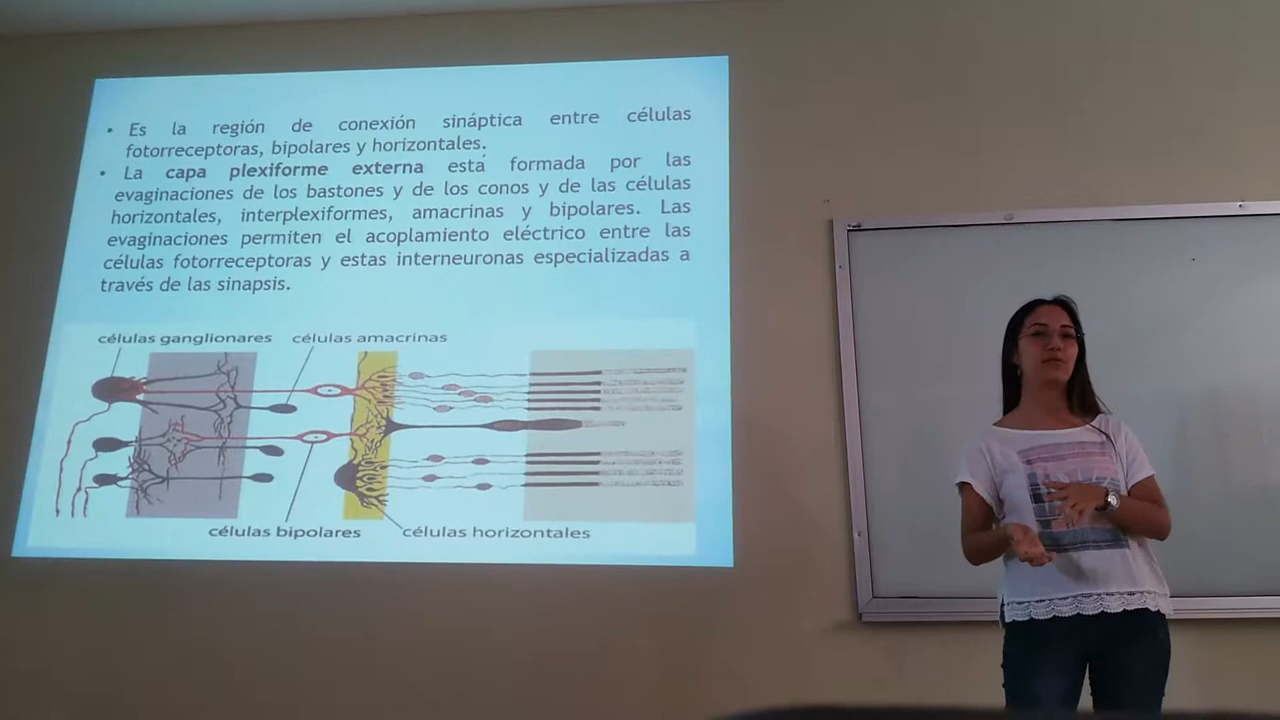 • Es la región de conexión sináptica entre células
fotorreceptoras, bipolares y horizontales.
• La capa plexiforme externa está formada por las
evaginaciones de los bastones y de los conos y de las células
horizontales, interplexiformes, amacrinas y bipolares. Las
evaginaciones permiten el acoplamiento eléctrico entre las
células fotorreceptoras y estas interneuronas especializadas a
través de las sinapsis.
células ganglionares células amacrinas
células bipolares células horizontales